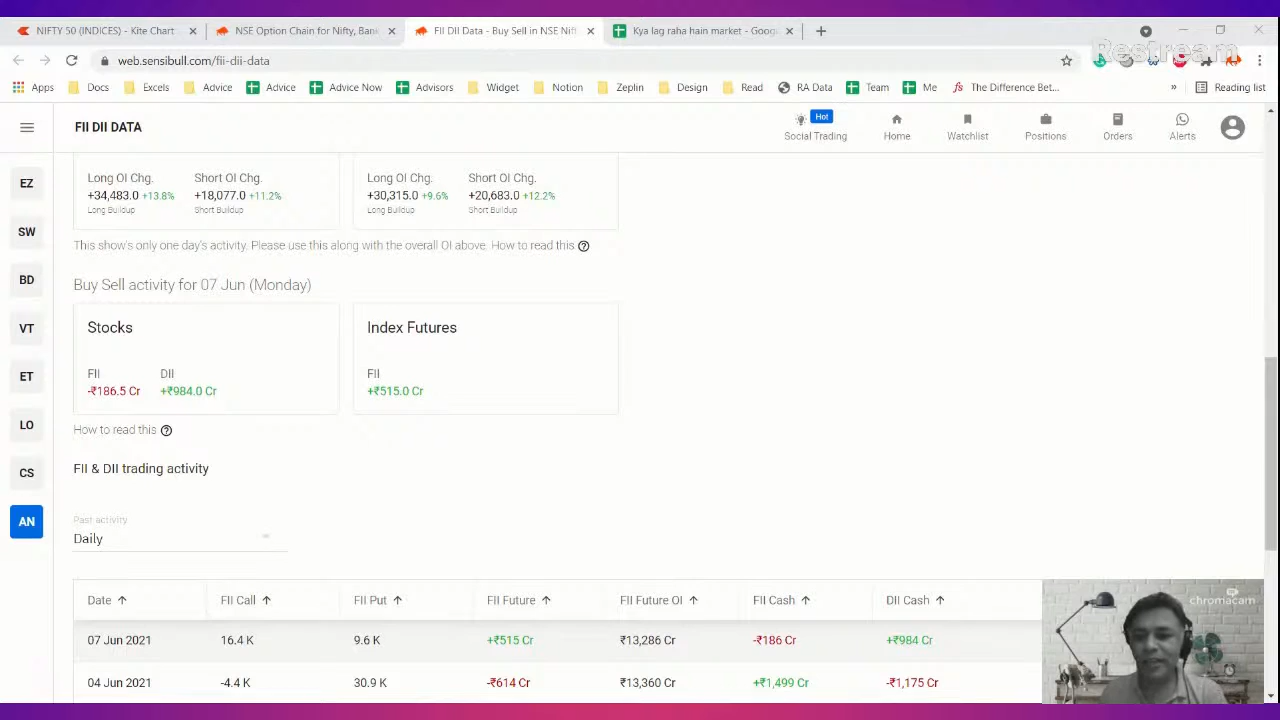 NIFTY 50 (INDICES) - Kite Chart
NSE Option Chain for Nifty, Bank
FII DII Data - Buy Sell in NSE Nift
Kya lag raha hain market - Goog
Restream
web.sensibull.com/fii-dii-data
Apps
Docs
Excels
Advice
Advice
Advice Now
Advisors
Widget
Notion
Zeplin
Design
Read
RA Data
Team
Me
The Difference Bet...
»
Reading list
FII DII DATA
Hot
Social Trading
Home
Watchlist
Positions
Orders
Alerts
EZ
SW
BD
VT
ET
LO
CS
AN
Long OI Chg. Short OI Chg.
+34,483.0 +13.8% +18,077.0 +11.2%
Long Buildup Short Buildup
Long OI Chg. Short OI Chg.
+30,315.0 +9.6% +20,683.0 +12.2%
Long Buildup Short Buildup
This show's only one day's activity. Please use this along with the overall OI above. How to read this
Buy Sell activity for 07 Jun (Monday)
Stocks
FII DII
-₹186.5 Cr +₹984.0 Cr
Index Futures
FII
+₹515.0 Cr
How to read this
FII & DII trading activity
Past activity
Daily
Date FII Call FII Put FII Future FII Future OI FII Cash DII Cash
07 Jun 2021 16.4 K 9.6 K +₹515 Cr ₹13,286 Cr -₹186 Cr +₹984 Cr
04 Jun 2021 -4.4 K 30.9 K -₹614 Cr ₹13,360 Cr +₹1,499 Cr -₹1,175 Cr
chromacam